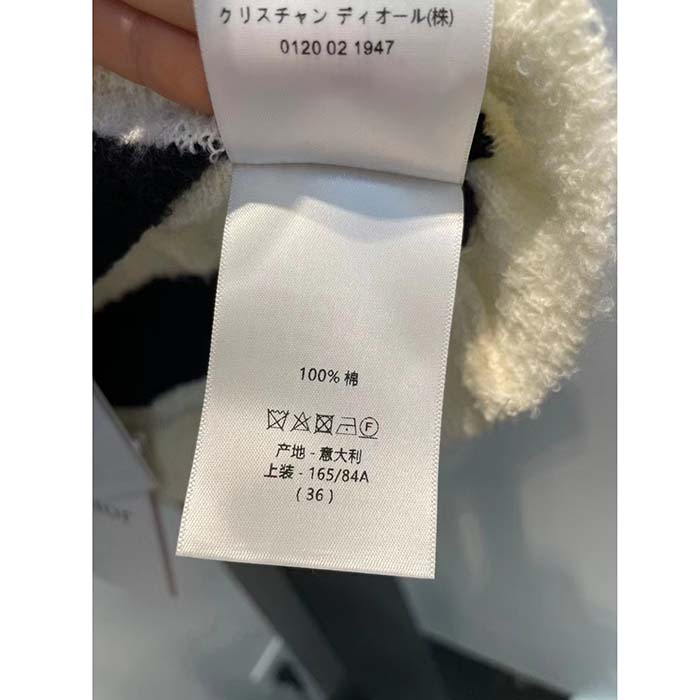 クリスチャン ディオール(株)
0120 02 1947
100% 棉
F
产地 - 意大利
上装 - 165/84A
( 36 )